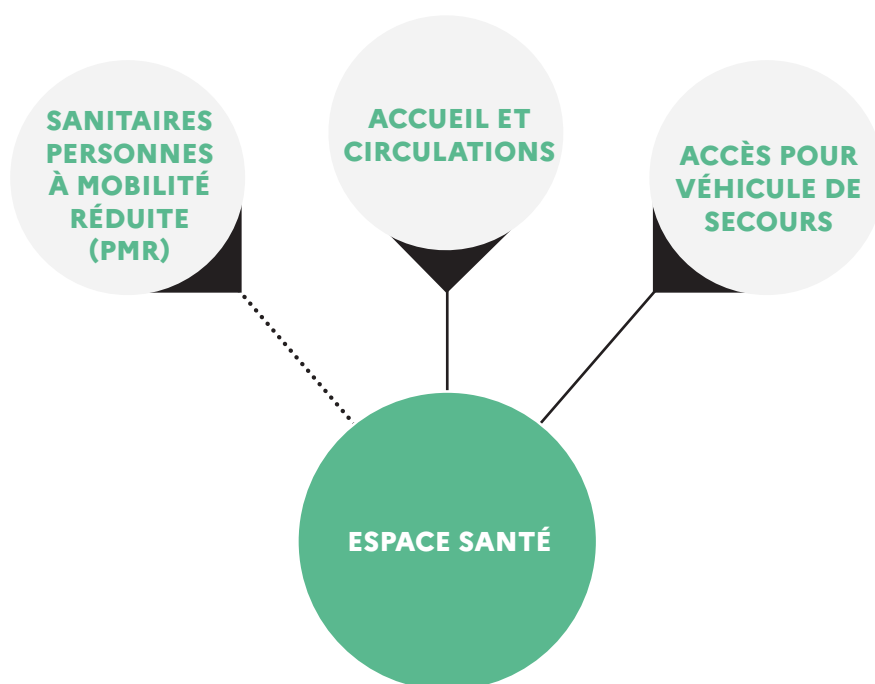 SANITAIRES
PERSONNES
À MOBILITÉ
RÉDUITE
(PMR)
ACCUEIL ET
CIRCULATIONS
ACCÈS POUR
VÉHICULE DE
SECOURS
ESPACE SANTÉ